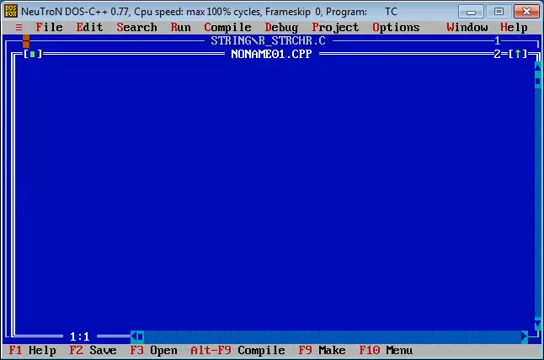 NeuTroN DOS-C++ 0.77, Cpu speed: max 100% cycles, Frameskip 0, Program: TC
≡ File Edit Search Run Compile Debug Project Options Window Help
STRING\R_STRCHR.C 1
[■] NONAME01.CPP 2=[↑]
1:1
F1 Help F2 Save F3 Open Alt-F9 Compile F9 Make F10 Menu